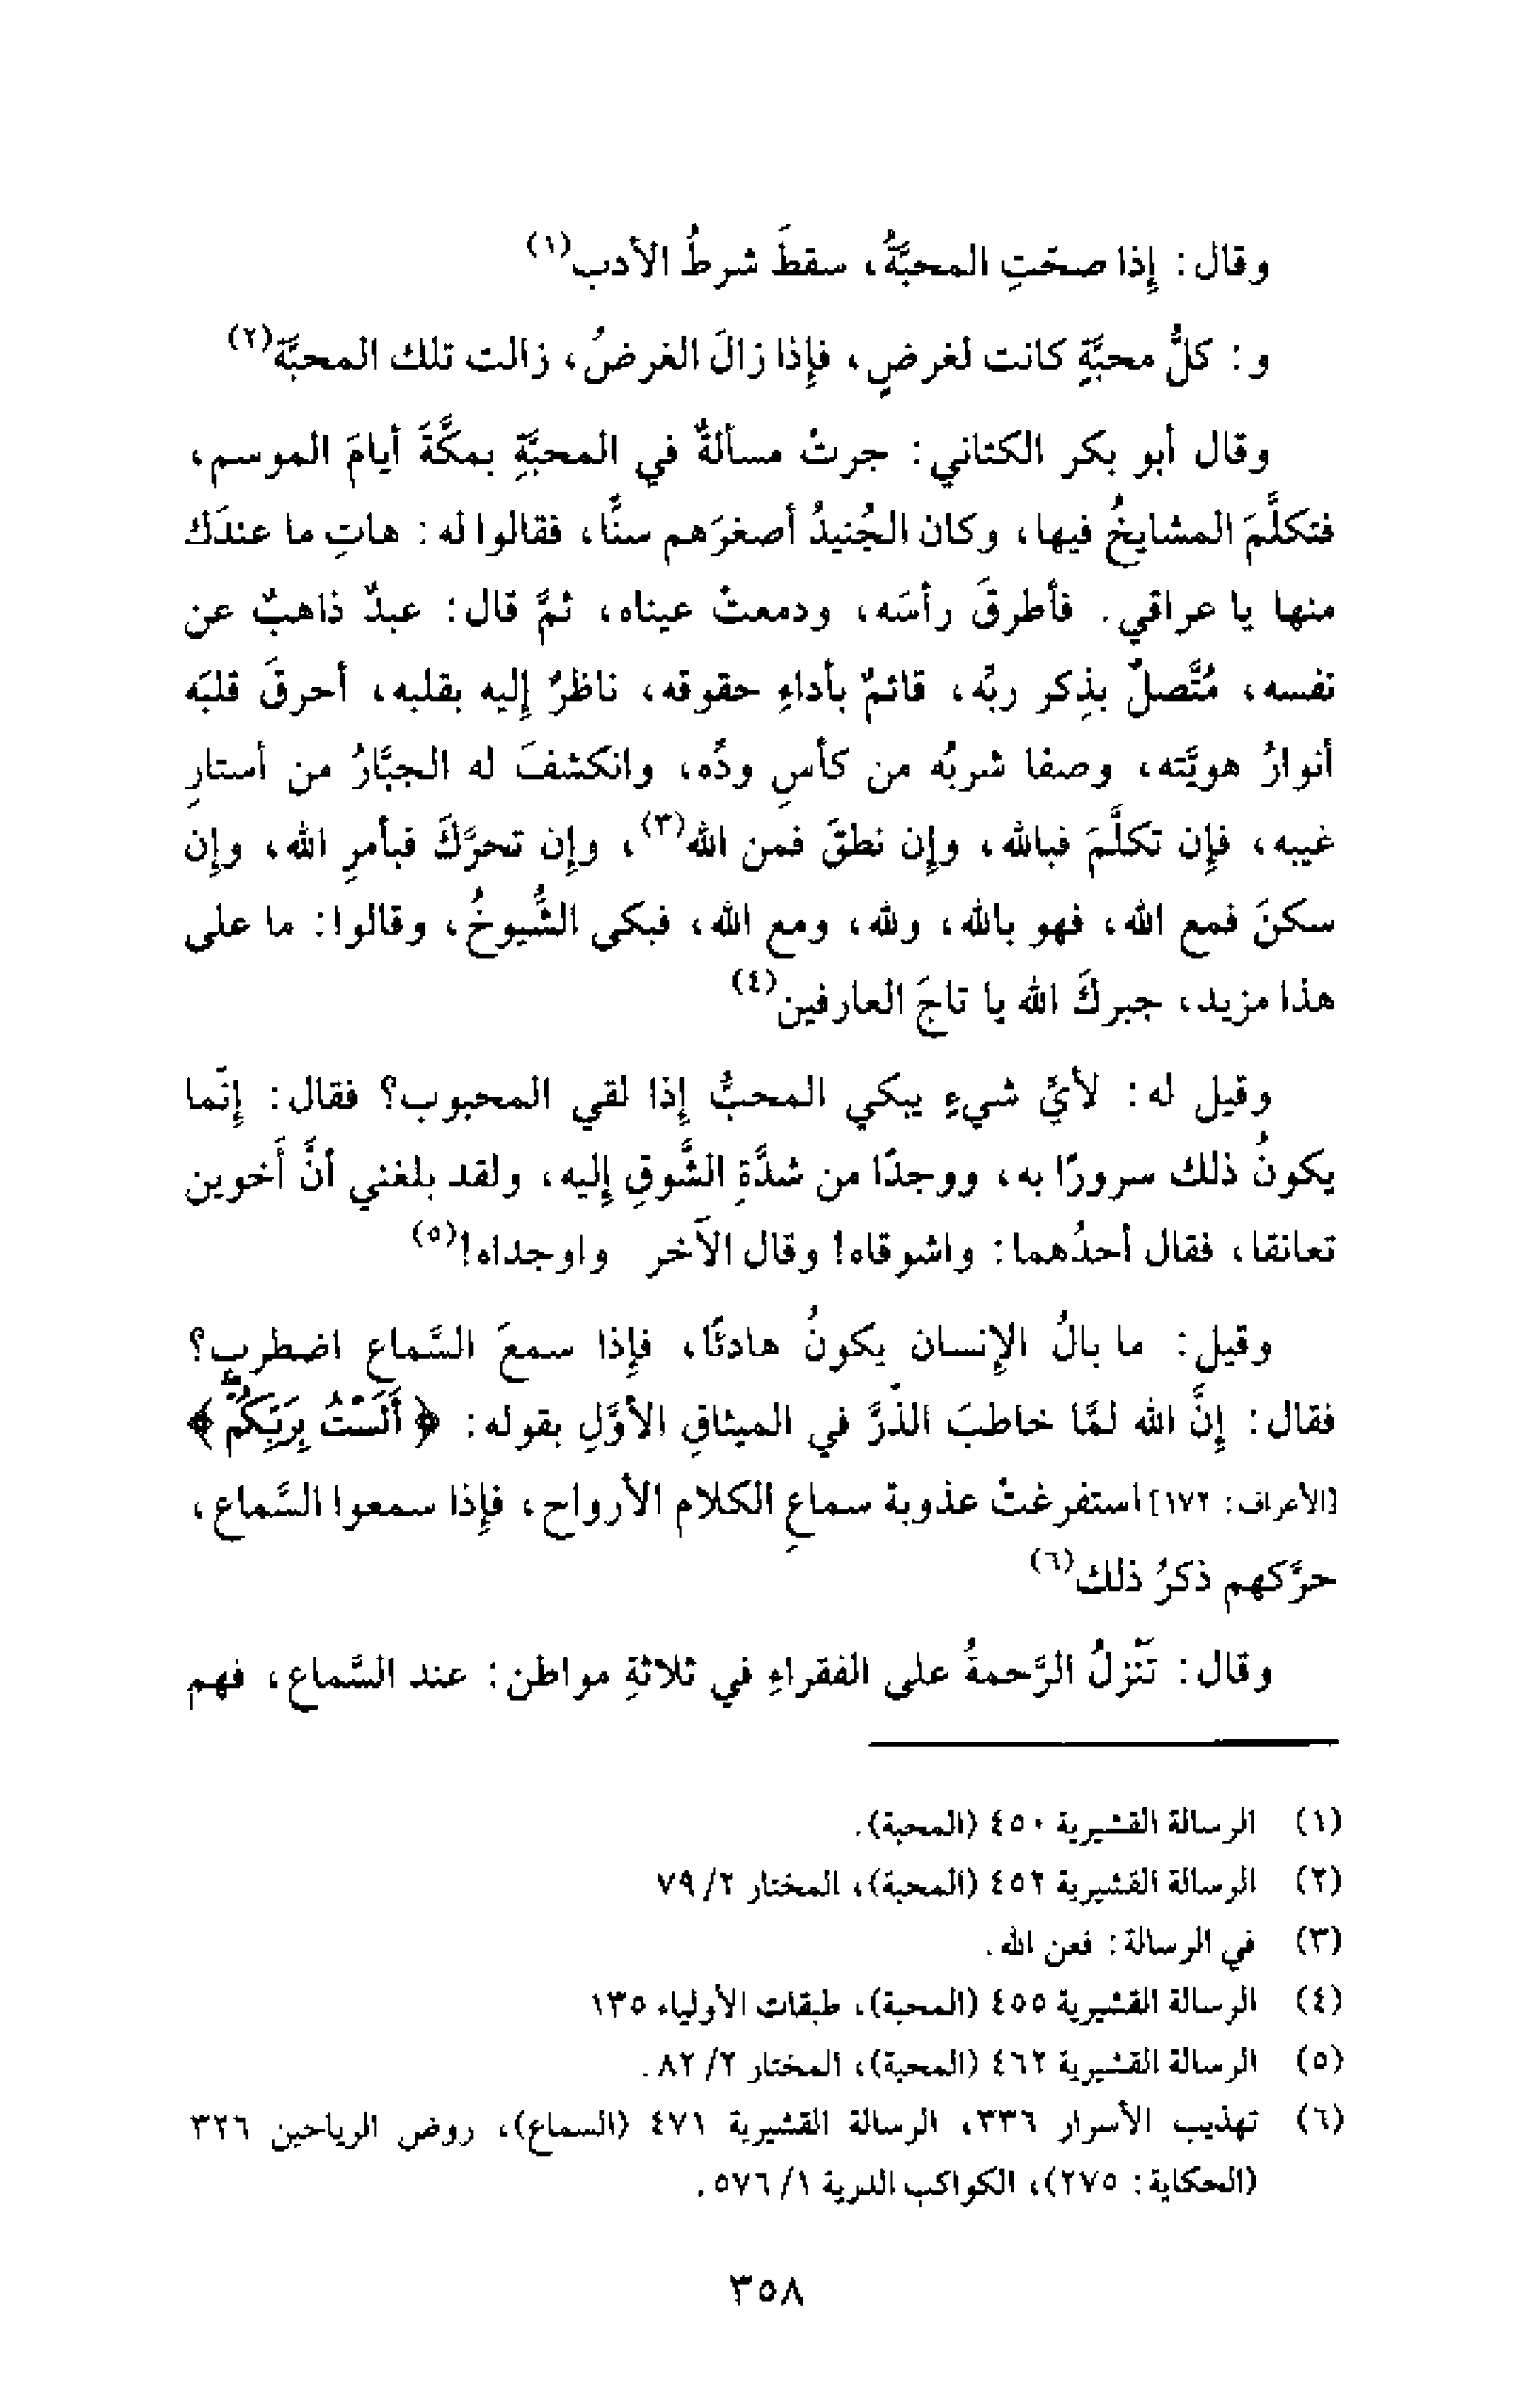 وقال: إِذا صحّتِ المحبَّةُ، سقطَ شرطُ الأدب(١)
و: كلُّ محبَّةٍ كانت لغرضٍ، فإِذا زالَ الغرضُ، زالت تلك المحبَّة(٢)
وقال أبو بكر الكتاني: جرتْ مسألةٌ في المحبَّةِ بمكَّةَ أيامَ الموسم،
فتكلَّمَ المشايخُ فيها، وكان الجُنيدُ أصغرَهم سنًّا، فقالوا له: هاتِ ما عندَك
منها يا عراقي. فأطرقَ رأسَه، ودمعتْ عيناه، ثمَّ قال: عبدٌ ذاهبٌ عن
نفسه، مُتَّصلٌ بذِكر ربِّه، قائمٌ بأداءِ حقوقه، ناظرٌ إليه بقلبه، أحرقَ قلبَه
أنوارُ هويَّته، وصفا شربُه من كأسِ ودِّه، وانكشفَ له الجبَّارُ من أستارِ
غيبه، فإن تكلَّمَ فبالله، وإن نطقَ فمن الله(٣)، وإن تحرَّكَ فبأمرِ الله، وإن
سكنَ فمع الله، فهو بالله، ولله، ومع الله، فبكى الشُّيوخُ، وقالوا: ما على
هذا مزيد، جبركَ الله يا تاجَ العارفين(٤)
وقيل له: لأيِّ شيءٍ يبكي المحبُّ إذا لقي المحبوب؟ فقال: إنَّما
يكونُ ذلك سرورًا به، ووجدًا من شدَّةِ الشَّوقِ إليه، ولقد بلغني أنَّ أَخوين
تعانقا، فقال أحدُهما: واشوقاه! وقال الآخَر واوجداه!(٥)
وقيل: ما بالُ الإنسان يكونُ هادئًا، فإذا سمعَ السَّماع اضطرب؟
فقال: إنَّ الله لمَّا خاطبَ الذَّرَّ في الميثاقِ الأوَّلِ بقوله: ﴿أَلَسْتُ بِرَبِّكُمْ﴾
[الأعراف: ١٧٢] استفرغتْ عذوبة سماعِ الكلام الأرواح، فإذا سمعوا السَّماع،
حرَّكهم ذكرُ ذلك(٦)
وقال: تَنْزلُ الرَّحمةُ على الفقراءِ في ثلاثةِ مواطن: عند السَّماع، فهم
(١) الرسالة القشيرية ٤٥٠ (المحبة).
(٢) الرسالة القشيرية ٤٥٢ (المحبة)، المختار ٢/ ٧٩
(٣) في الرسالة: فعن الله.
(٤) الرسالة القشيرية ٤٥٥ (المحبة)، طبقات الأولياء ١٣٥
(٥) الرسالة القشيرية ٤٦٢ (المحبة)، المختار ٢/ ٨٢.
(٦) تهذيب الأسرار ٣٣٦، الرسالة القشيرية ٤٧١ (السماع)، روض الرياحين ٣٢٦
(الحكاية: ٢٧٥)، الكواكب الدرية ١/ ٥٧٦.
٣٥٨